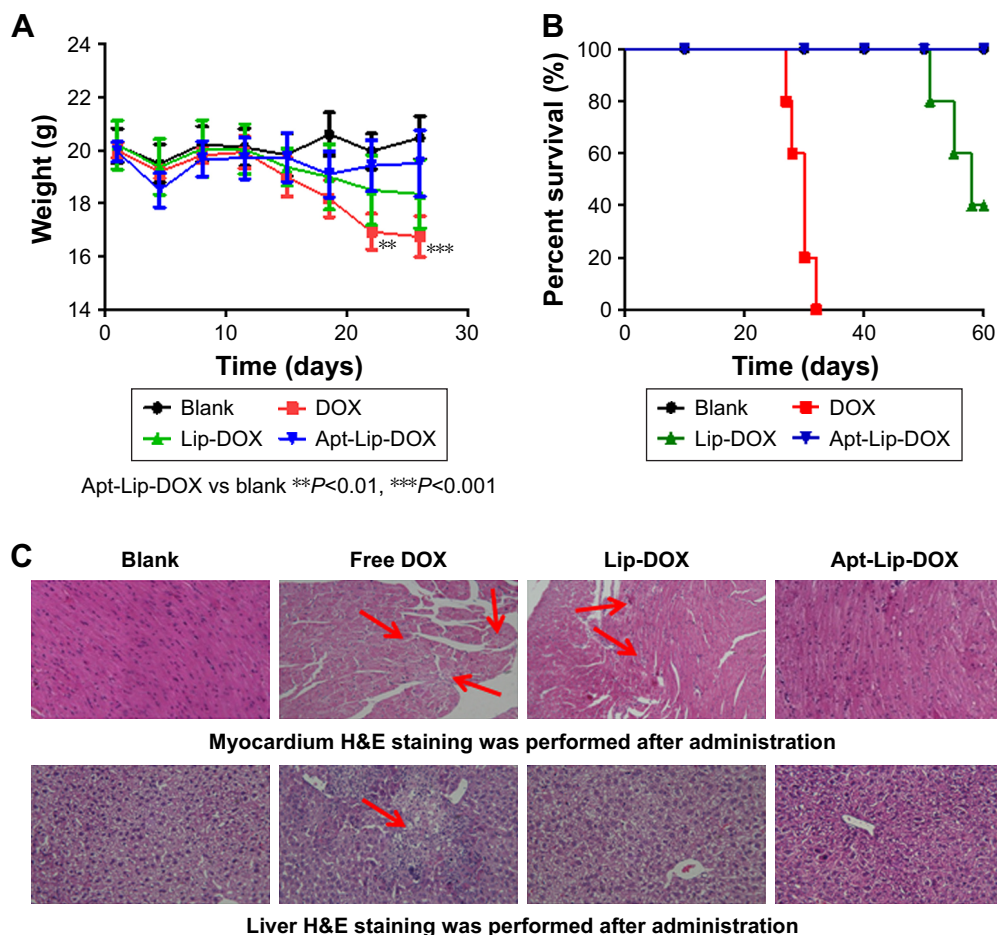 A
24
22
20
18
16
14
Weight (g)
0 10 20 30
** ***
Time (days)
Blank DOX
Lip-DOX Apt-Lip-DOX
Apt-Lip-DOX vs blank **P<0.01, ***P<0.001
B
100
80
60
40
20
0
Percent survival (%)
0 20 40 60
Time (days)
Blank DOX
Lip-DOX Apt-Lip-DOX
C
Blank Free DOX Lip-DOX Apt-Lip-DOX
Myocardium H&E staining was performed after administration
Liver H&E staining was performed after administration